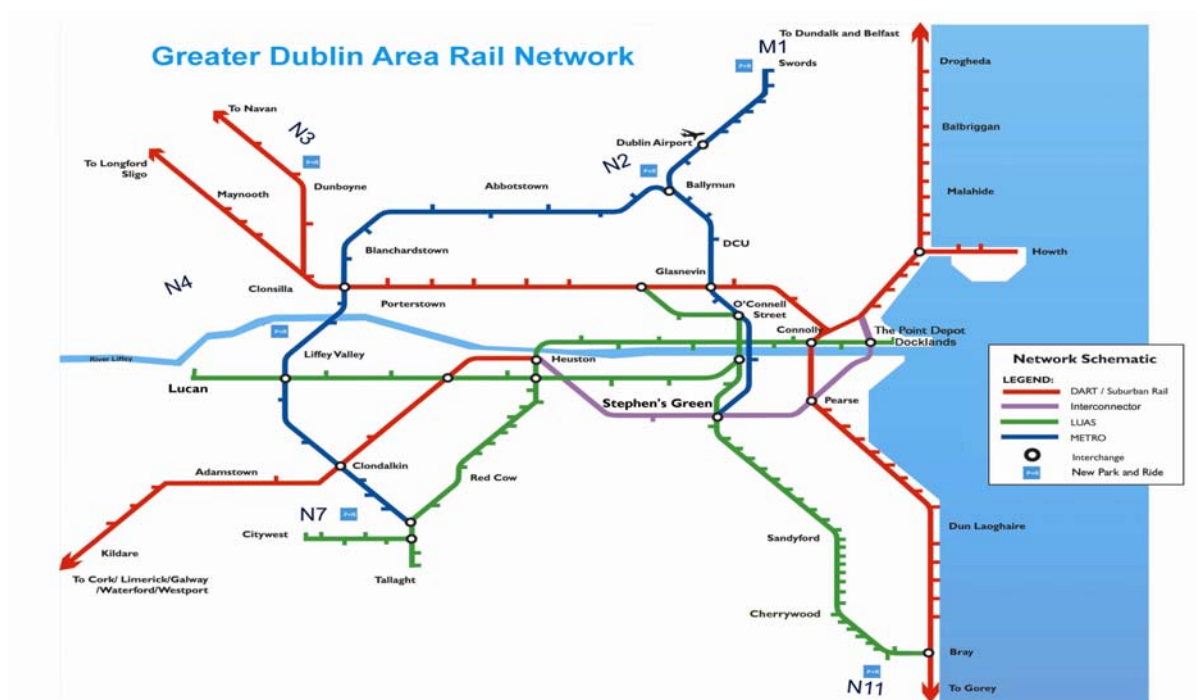 Greater Dublin Area Rail Network
To Dundalk and Belfast
M1
P+R
Swords
Drogheda
To Navan
N3
P+R
Dublin Airport
Balbriggan
To Longford
Sligo
N2
P+R
Maynooth
Dunboyne
Abbotstown
Ballymun
Malahide
Blanchardstown
DCU
Howth
Glasnevin
N4
Clonsilla
Porterstown
O'Connell
Street
P+R
Connolly
The Point Depot
Docklands
River Liffey
Liffey Valley
Heuston
Lucan
Stephen's Green
Pearse
Network Schematic
LEGEND:
DART / Suburban Rail
Interconnector
LUAS
METRO
Interchange
P+R
New Park and Ride
Clondalkin
Adamstown
Red Cow
N7
P+R
Citywest
Dun Laoghaire
Sandyford
Kildare
To Cork/ Limerick/Galway
/Waterford/Westport
Tallaght
Cherrywood
Bray
P+R
N11
To Gorey